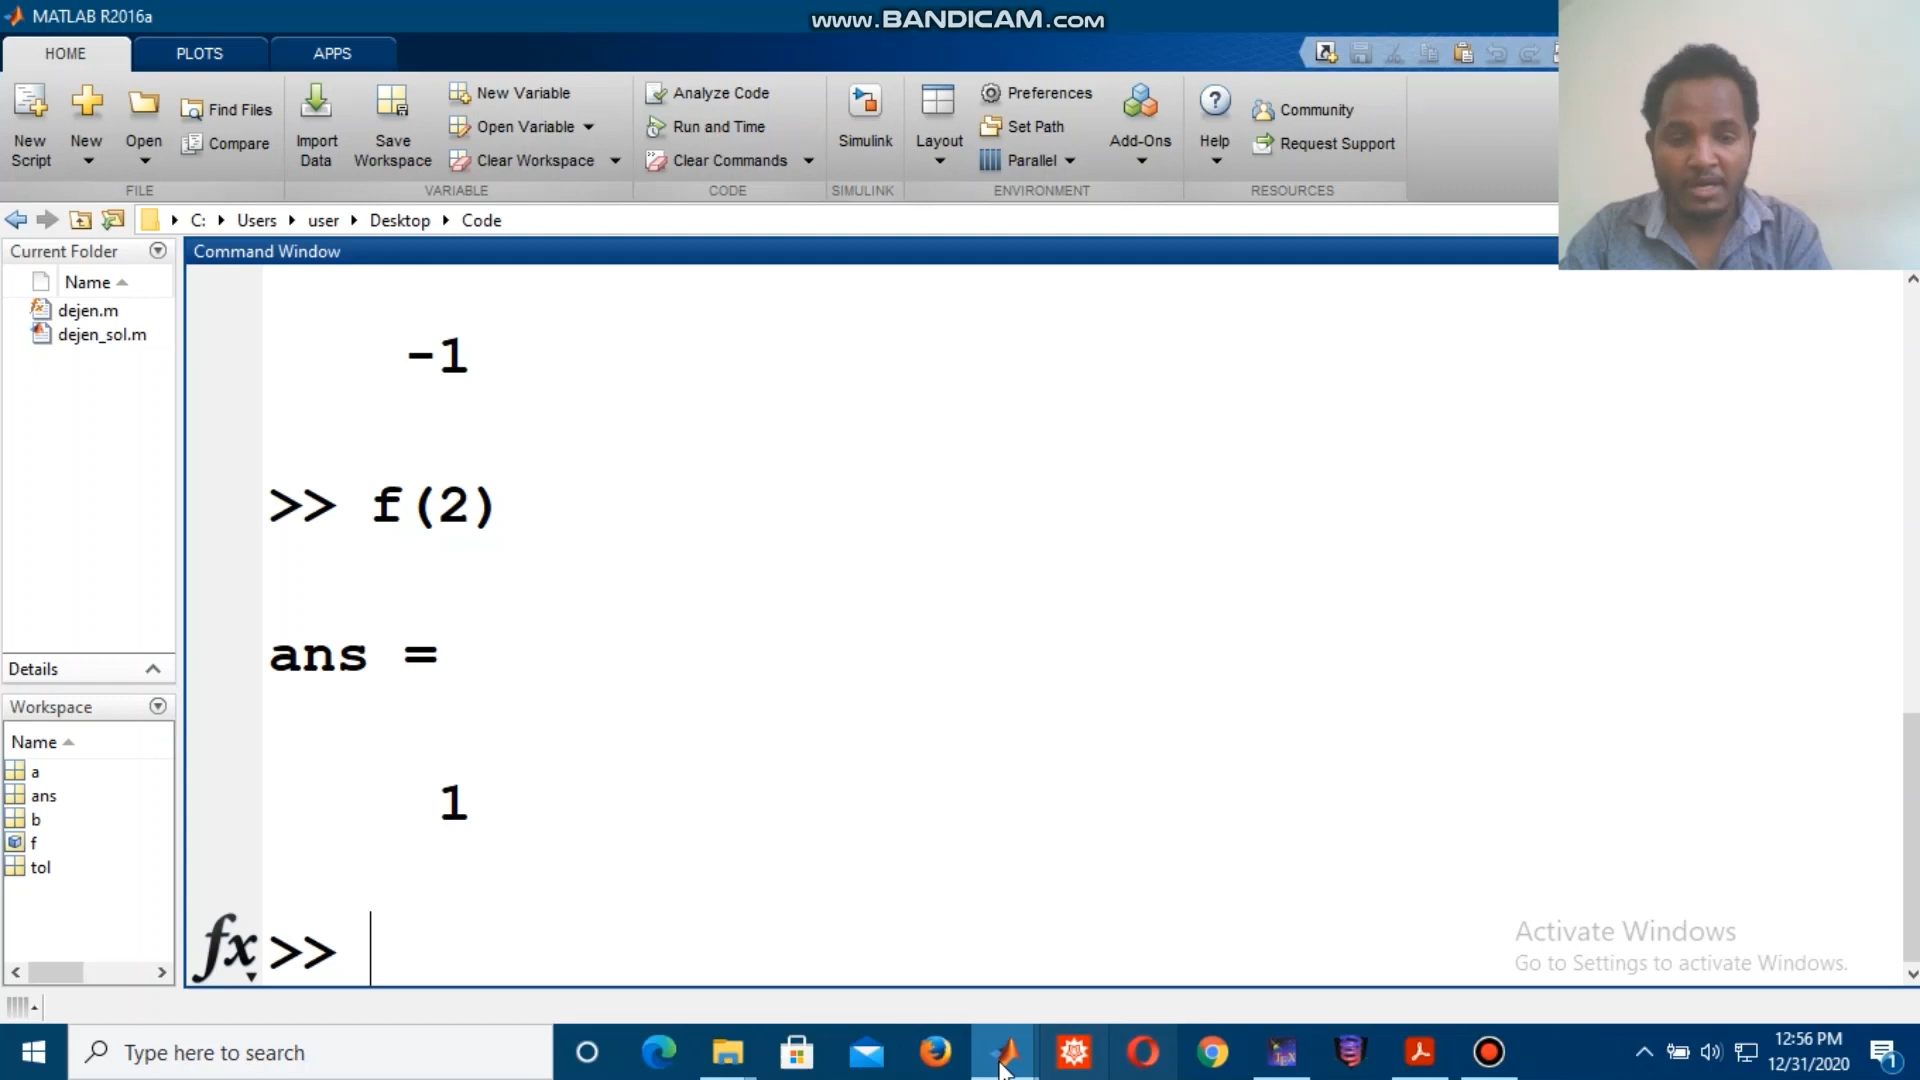 MATLAB R2016a
www.BANDICAM.com
HOME
PLOTS
APPS
New Script
New
Open
Find Files
Compare
FILE
Import Data
Save Workspace
New Variable
Open Variable
Clear Workspace
VARIABLE
Analyze Code
Run and Time
Clear Commands
CODE
Simulink
SIMULINK
Layout
Preferences
Set Path
Parallel
Add-Ons
ENVIRONMENT
Help
Community
Request Support
RESOURCES
C: Users user Desktop Code
Current Folder
Name
dejen.m
dejen_sol.m
Details
Workspace
Name
a
ans
b
f
tol
Command Window
-1
>> f(2)
ans =
1
fx >>
Activate Windows
Go to Settings to activate Windows.
Type here to search
TEX
12:56 PM
12/31/2020
1